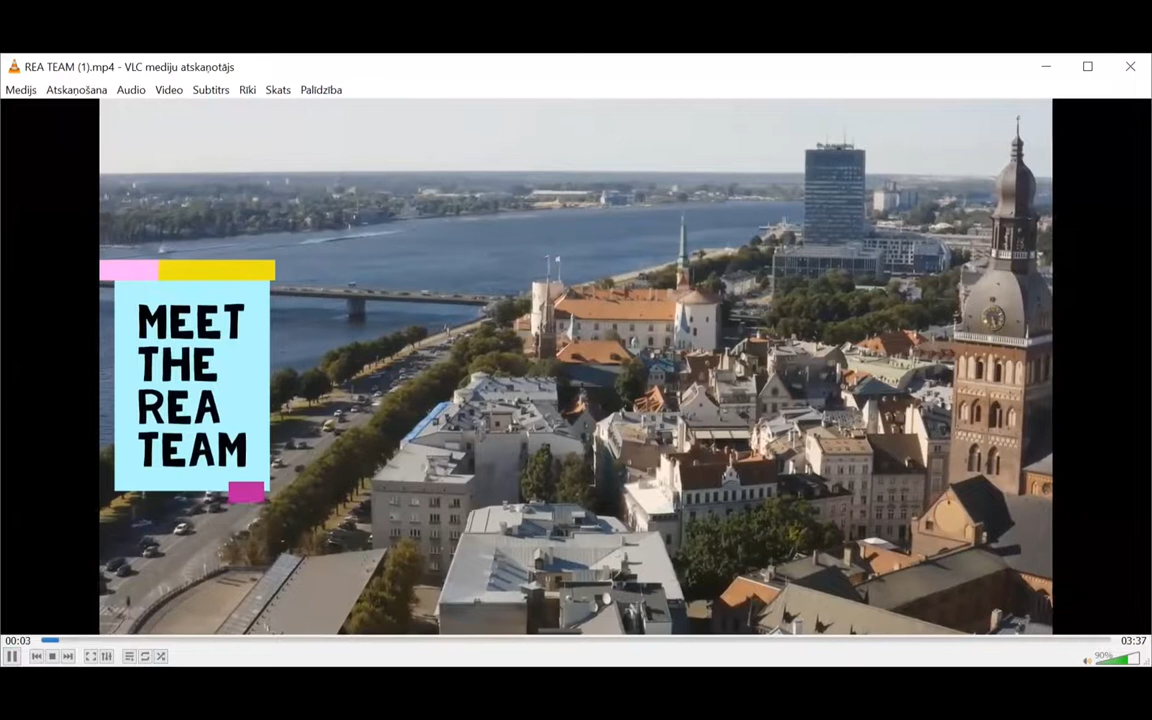 REA TEAM (1).mp4 - VLC mediju atskaņotājs
Medijs Atskaņošana Audio Video Subtitrs Rīki Skats Palīdzība
MEET
THE
REA
TEAM
00:03 03:37
90%